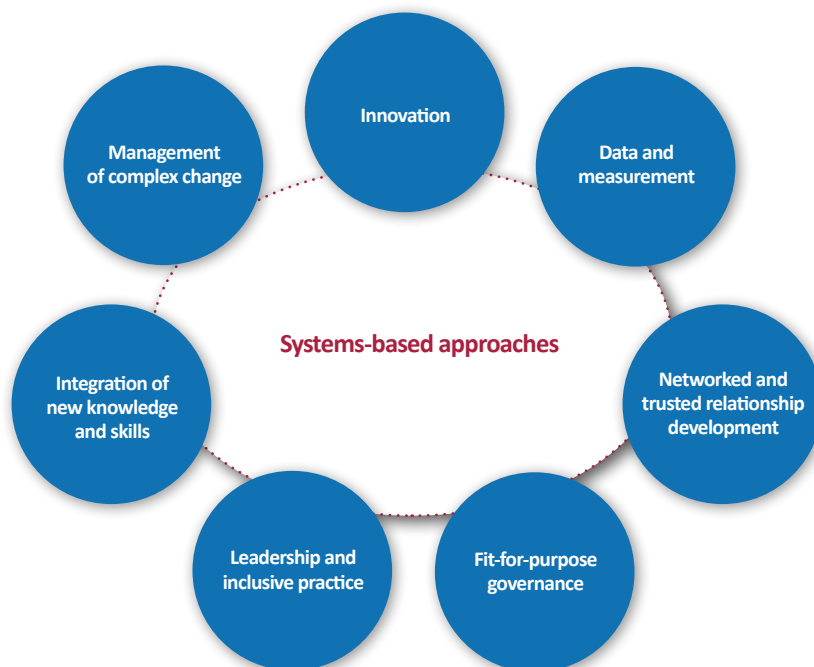 Innovation
Management
of complex change
Data and
measurement
Systems-based approaches
Integration of
new knowledge
and skills
Networked and
trusted relationship
development
Leadership and
inclusive practice
Fit-for-purpose
governance